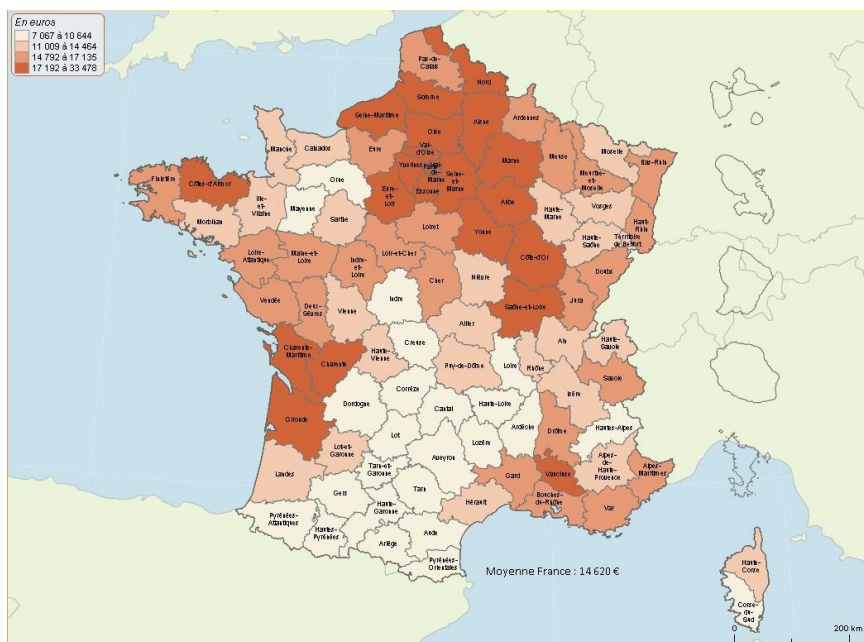 En euros
7 067 à 10 644
11 009 à 14 464
14 792 à 17 135
17 192 à 33 478
Pas-de-
Calais
Nord
Somme
Seine-Maritime
Aisne
Ardennes
Oise
Manche
Calvados
Eure
Val-
d'Oise
Marne
Meuse
Moselle
Bas-Rhin
Meurthe-
et-
Moselle
Yvelines
Val-
de-
Marne
Seine-
et-
Marne
Essonne
Orne
Finistère
Côtes-d'Armor
Ille-
et-
Vilaine
Mayenne
Eure-
et-
Loir
Aube
Haute-
Marne
Vosges
Haut-
Rhin
Morbihan
Sarthe
Loiret
Yonne
Haute-
Saône
Territoire
de Belfort
Loire-
Atlantique
Maine-et-
Loire
Indre-
et-
Loire
Loir-et-Cher
Cher
Nièvre
Côte-d'Or
Doubs
Jura
Vendée
Deux-
Sèvres
Vienne
Indre
Saône-et-Loire
Allier
Charente-
Maritime
Charente
Haute-
Vienne
Creuse
Puy-de-Dôme
Loire
Rhône
Ain
Haute-
Savoie
Savoie
Isère
Gironde
Dordogne
Corrèze
Cantal
Haute-Loire
Ardèche
Drôme
Hautes-Alpes
Lot-et-
Garonne
Lot
Aveyron
Lozère
Landes
Tarn-et-
Garonne
Gard
Vaucluse
Alpes-
de-
Haute-
Provence
Alpes-
Maritimes
Gers
Tarn
Hérault
Bouches-
du-Rhône
Var
Pyrénées-
Atlantiques
Hautes-
Pyrénées
Haute-
Garonne
Ariège
Aude
Pyrénées-
Orientales
Haute-
Corse
Corse-
du-
Sud
Moyenne France : 14 620 €
0
200 km